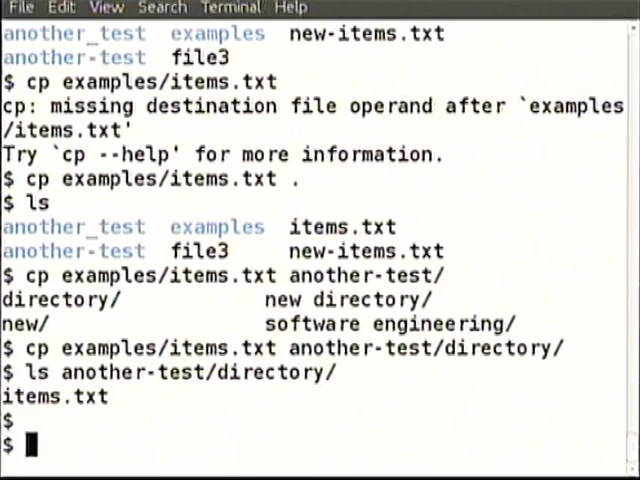 File Edit View Search Terminal Help
another_test examples new-items.txt
another-test file3
$ cp examples/items.txt
cp: missing destination file operand after `examples
/items.txt'
Try `cp --help' for more information.
$ cp examples/items.txt .
$ ls
another_test examples items.txt
another-test file3 new-items.txt
$ cp examples/items.txt another-test/
directory/ new directory/
new/ software engineering/
$ cp examples/items.txt another-test/directory/
$ ls another-test/directory/
items.txt
$
$